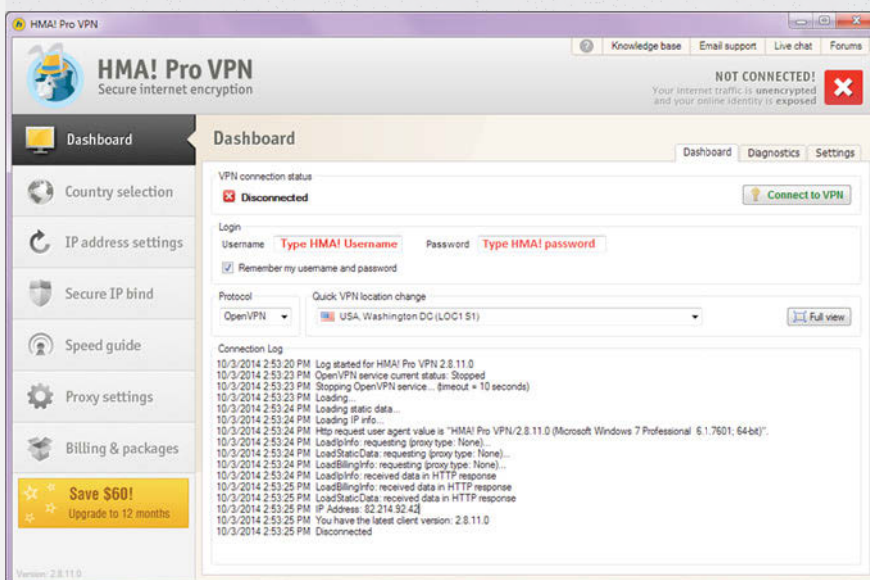 HMA! Pro VPN
Knowledge base Email support Live chat Forums
HMA! Pro VPN
Secure internet encryption
NOT CONNECTED!
Your internet traffic is unencrypted
and your online identity is exposed
Dashboard
Country selection
IP address settings
Secure IP bind
Speed guide
Proxy settings
Billing & packages
Save $60!
Upgrade to 12 months
Version: 2.8.11.0
Dashboard
Dashboard Diagnostics Settings
VPN connection status
Disconnected
Connect to VPN
Login
Username Type HMA! Username Password Type HMA! password
Remember my username and password
Protocol Quick VPN location change
OpenVPN USA, Washington DC (LOC1 S1) Full view
Connection Log
10/3/2014 2:53:20 PM Log started for HMA! Pro VPN 2.8.11.0
10/3/2014 2:53:23 PM OpenVPN service current status: Stopped
10/3/2014 2:53:23 PM Stopping OpenVPN service... (timeout = 10 seconds)
10/3/2014 2:53:23 PM Loading...
10/3/2014 2:53:24 PM Loading static data...
10/3/2014 2:53:24 PM Loading IP info...
10/3/2014 2:53:24 PM Http request user agent value is "HMA! Pro VPN/2.8.11.0 (Microsoft Windows 7 Professional 6.1.7601; 64-bit)".
10/3/2014 2:53:24 PM LoadIpInfo: requesting (proxy type: None)...
10/3/2014 2:53:24 PM LoadStaticData: requesting (proxy type: None)...
10/3/2014 2:53:24 PM LoadBillingInfo: requesting (proxy type: None)...
10/3/2014 2:53:24 PM LoadIpInfo: received data in HTTP response
10/3/2014 2:53:25 PM LoadBillingInfo: received data in HTTP response
10/3/2014 2:53:25 PM LoadStaticData: received data in HTTP response
10/3/2014 2:53:25 PM IP Address: 82.214.92.42
10/3/2014 2:53:25 PM You have the latest client version: 2.8.11.0
10/3/2014 2:53:25 PM Disconnected